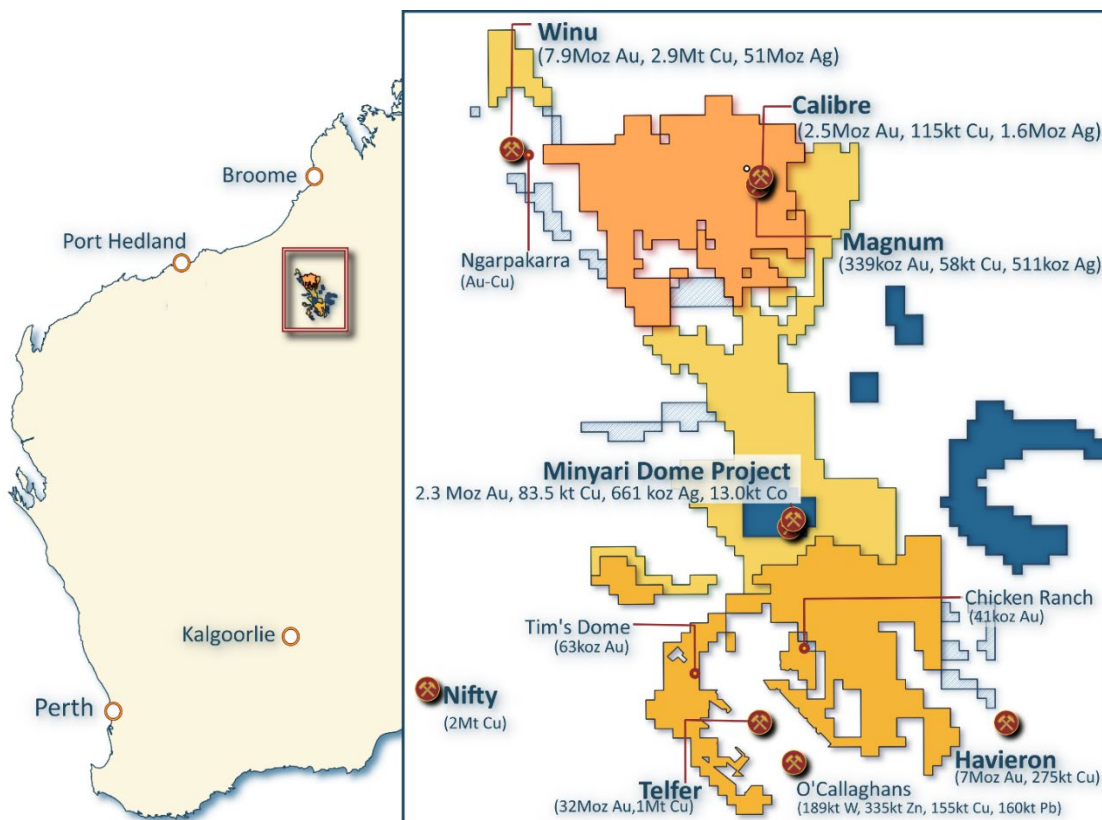 Winu
(7.9Moz Au, 2.9Mt Cu, 51Moz Ag)
Calibre
(2.5Moz Au, 115kt Cu, 1.6Moz Ag)
Broome
Port Hedland
Ngarpakarra
(Au-Cu)
Magnum
(339koz Au, 58kt Cu, 511koz Ag)
Minyari Dome Project
2.3 Moz Au, 83.5 kt Cu, 661 koz Ag, 13.0kt Co
Chicken Ranch
(41koz Au)
Tim's Dome
(63koz Au)
Kalgoorlie
Perth
Nifty
(2Mt Cu)
Havieron
(7Moz Au, 275kt Cu)
Telfer
(32Moz Au,1Mt Cu)
O'Callaghans
(189kt W, 335kt Zn, 155kt Cu, 160kt Pb)